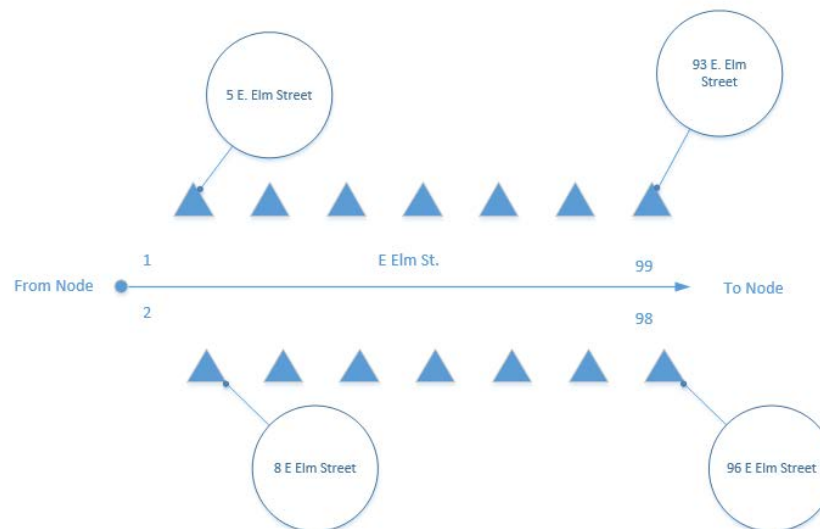 93 E. Elm
Street
5 E. Elm Street
1
E Elm St.
99
From Node
To Node
2
98
8 E Elm Street
96 E Elm Street